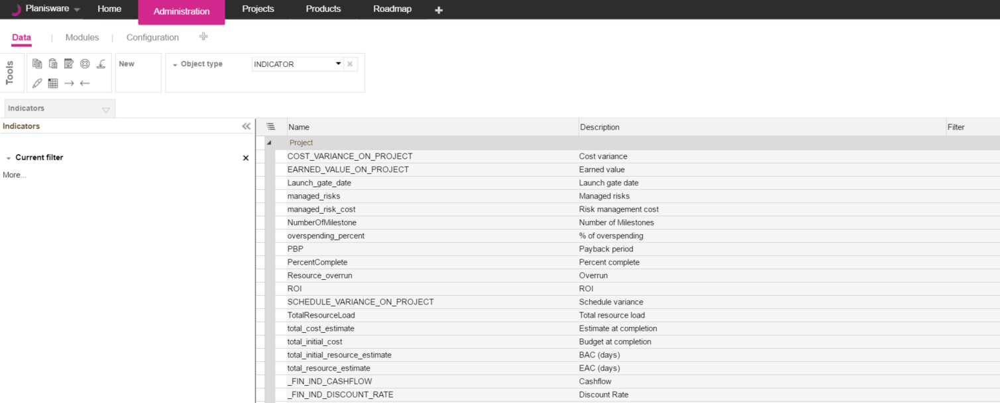 Planisware Home Administration Projects Products Roadmap
Data | Modules | Configuration
Tools
New
Object type INDICATOR
Indicators
Indicators
Current filter
More...
Name Description Filter
Project
COST_VARIANCE_ON_PROJECT Cost variance
EARNED_VALUE_ON_PROJECT Earned value
Launch_gate_date Launch gate date
managed_risks Managed risks
managed_risk_cost Risk management cost
NumberOfMilestone Number of Milestones
overspending_percent % of overspending
PBP Payback period
PercentComplete Percent complete
Resource_overrun Overrun
ROI ROI
SCHEDULE_VARIANCE_ON_PROJECT Schedule variance
TotalResourceLoad Total resource load
total_cost_estimate Estimate at completion
total_initial_cost Budget at completion
total_initial_resource_estimate BAC (days)
total_resource_estimate EAC (days)
_FIN_IND_CASHFLOW Cashflow
_FIN_IND_DISCOUNT_RATE Discount Rate